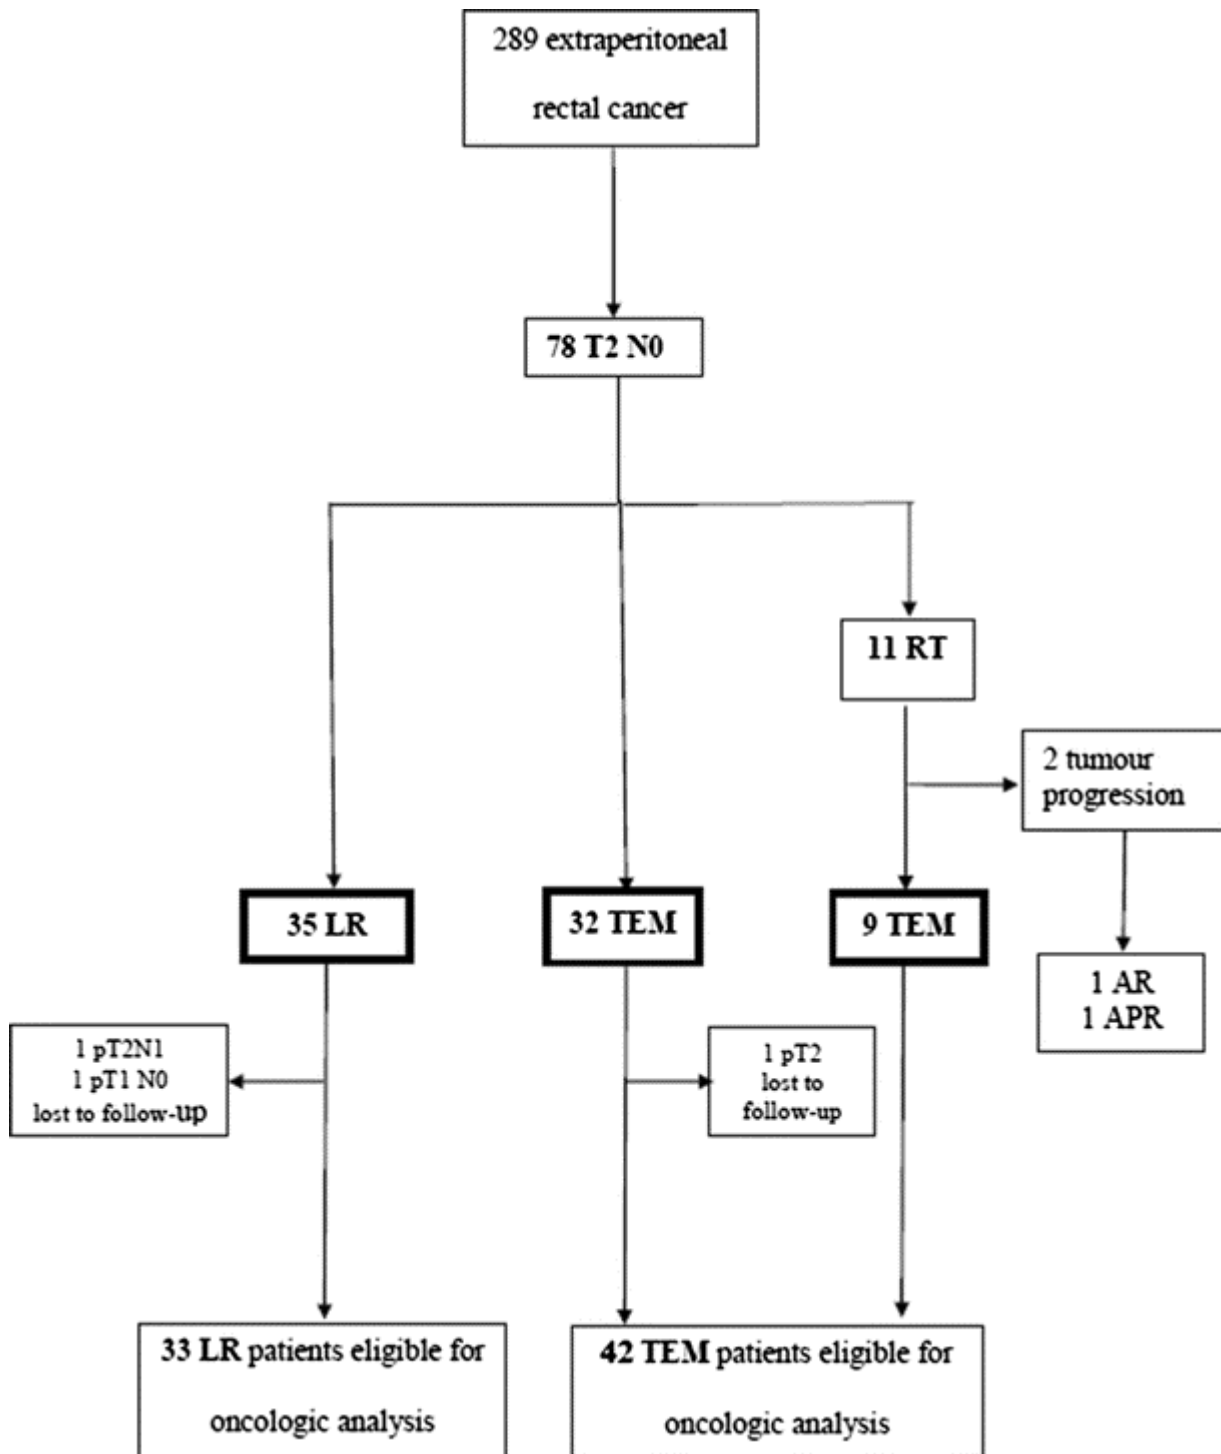 289 extraperitoneal
rectal cancer
78 T2 N0
11 RT
2 tumour
progression
35 LR
32 TEM
9 TEM
1 AR
1 APR
1 pT2N1
1 pT1 N0
lost to follow-up
1 pT2
lost to
follow-up
33 LR patients eligible for
oncologic analysis
42 TEM patients eligible for
oncologic analysis